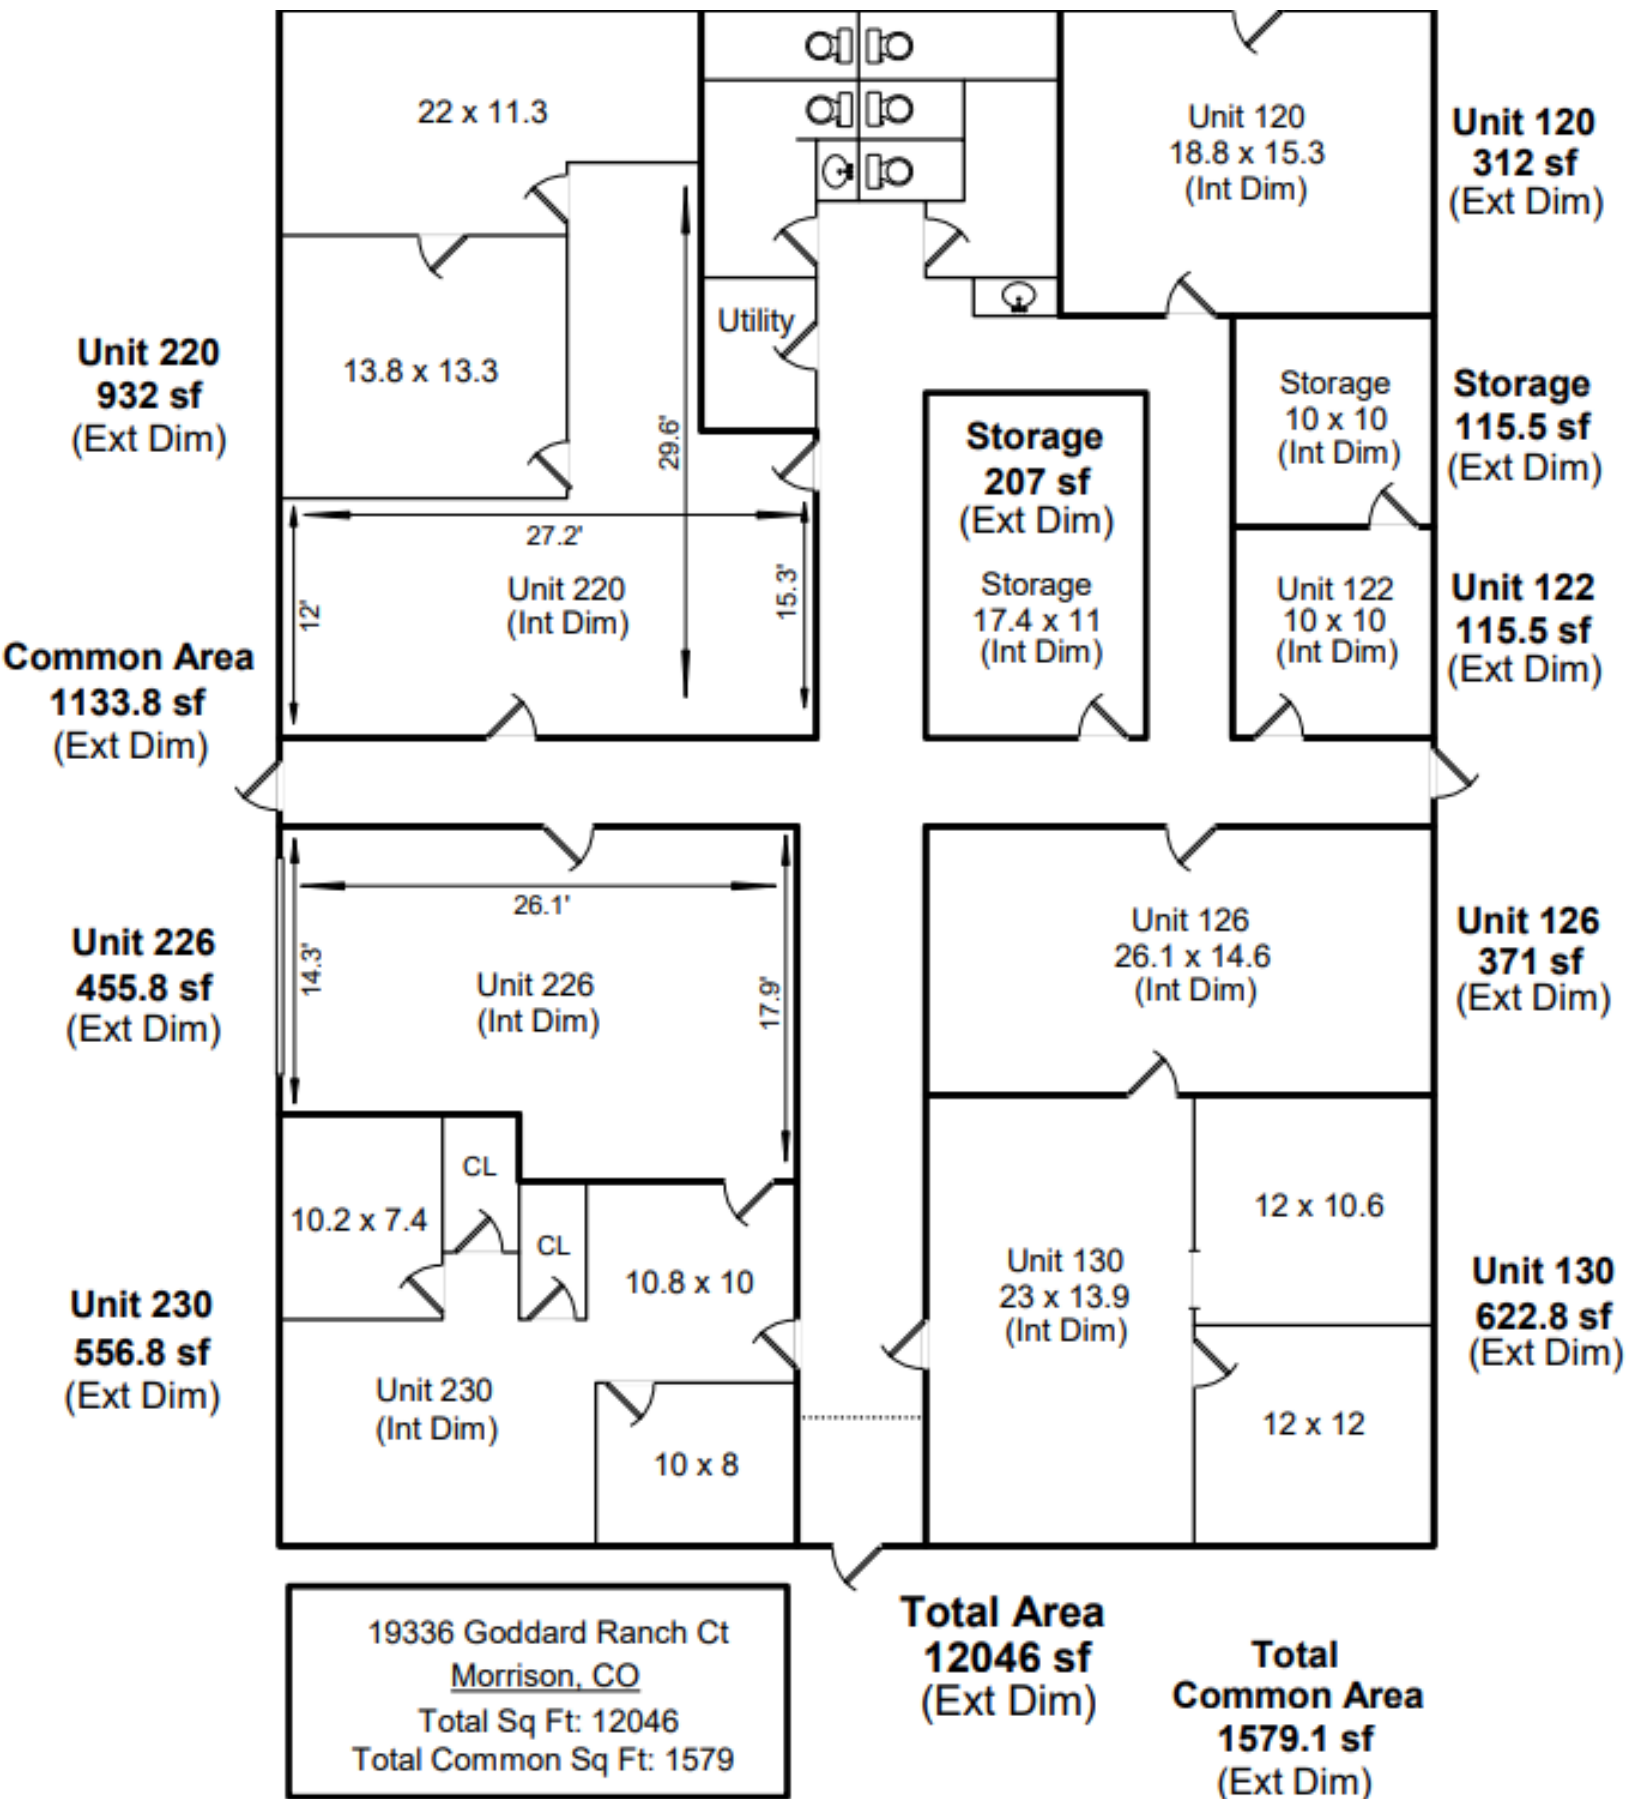 22 x 11.3
Unit 120
18.8 x 15.3
(Int Dim)
Unit 120
312 sf
(Ext Dim)
Utility
Unit 220
932 sf
(Ext Dim)
13.8 x 13.3
29.6'
Storage
207 sf
(Ext Dim)
Storage
17.4 x 11
(Int Dim)
Storage
10 x 10
(Int Dim)
Storage
115.5 sf
(Ext Dim)
27.2'
Unit 220
(Int Dim)
12'
15.3'
Unit 122
10 x 10
(Int Dim)
Unit 122
115.5 sf
(Ext Dim)
Common Area
1133.8 sf
(Ext Dim)
26.1'
14.3'
17.9'
Unit 226
(Int Dim)
Unit 226
455.8 sf
(Ext Dim)
Unit 126
26.1 x 14.6
(Int Dim)
Unit 126
371 sf
(Ext Dim)
CL
10.2 x 7.4
CL
10.8 x 10
12 x 10.6
Unit 130
23 x 13.9
(Int Dim)
Unit 130
622.8 sf
(Ext Dim)
Unit 230
556.8 sf
(Ext Dim)
Unit 230
(Int Dim)
10 x 8
12 x 12
19336 Goddard Ranch Ct
Morrison, CO
Total Sq Ft: 12046
Total Common Sq Ft: 1579
Total Area
12046 sf
(Ext Dim)
Total
Common Area
1579.1 sf
(Ext Dim)